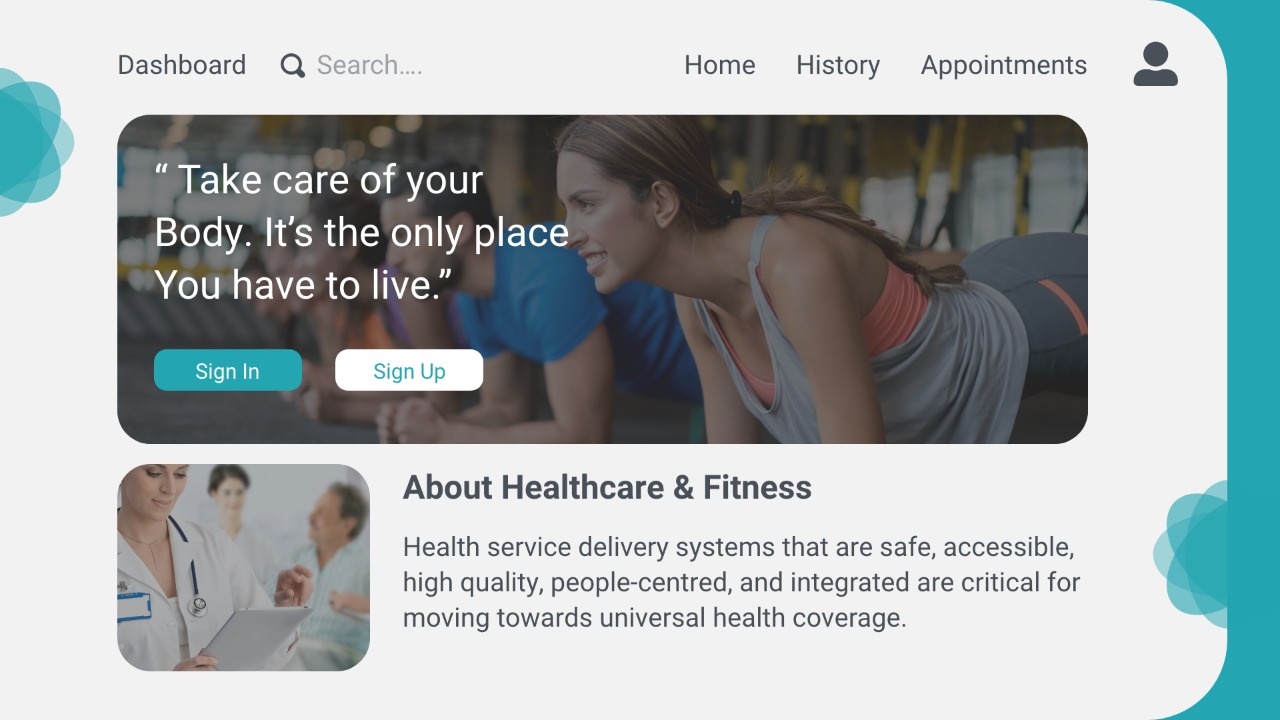 Dashboard Search.... Home History Appointments
“ Take care of your
Body. It’s the only place
You have to live.”
Sign In Sign Up
About Healthcare & Fitness
Health service delivery systems that are safe, accessible,
high quality, people-centred, and integrated are critical for
moving towards universal health coverage.